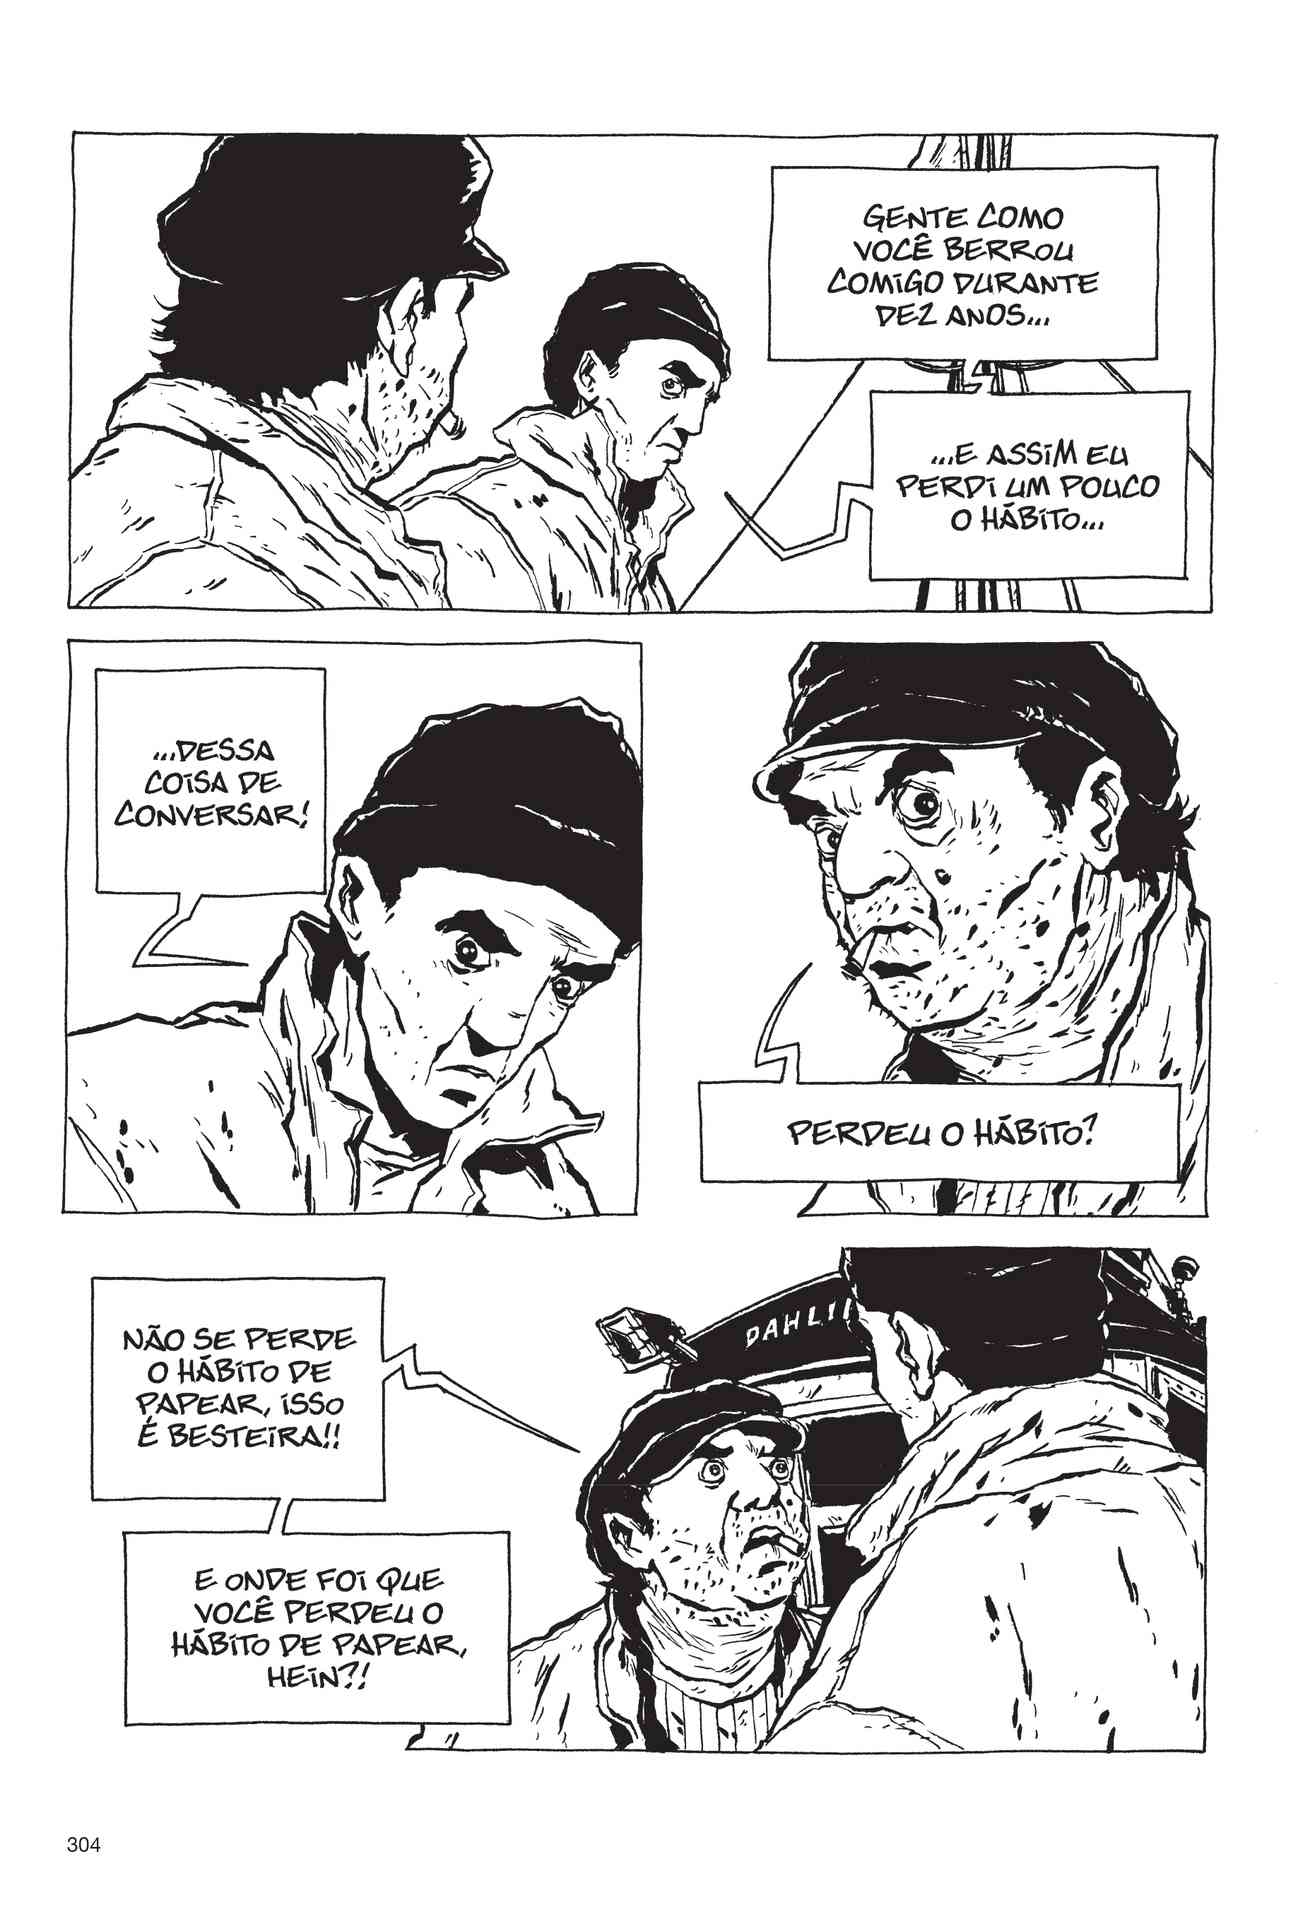 GENTE COMO
VOCÊ BERROU
COMIGO DURANTE
DEZ ANOS...
...E ASSIM EU
PERDI UM POUCO
O HÁBITO...
...DESSA
COISA DE
CONVERSAR!
PERDEU O HÁBITO?
NÃO SE PERDE
O HÁBITO DE
PAPEAR, ISSO
É BESTEIRA!!
DAHLI
E ONDE FOI QUE
VOCÊ PERDEU O
HÁBITO DE PAPEAR,
HEIN?!
304